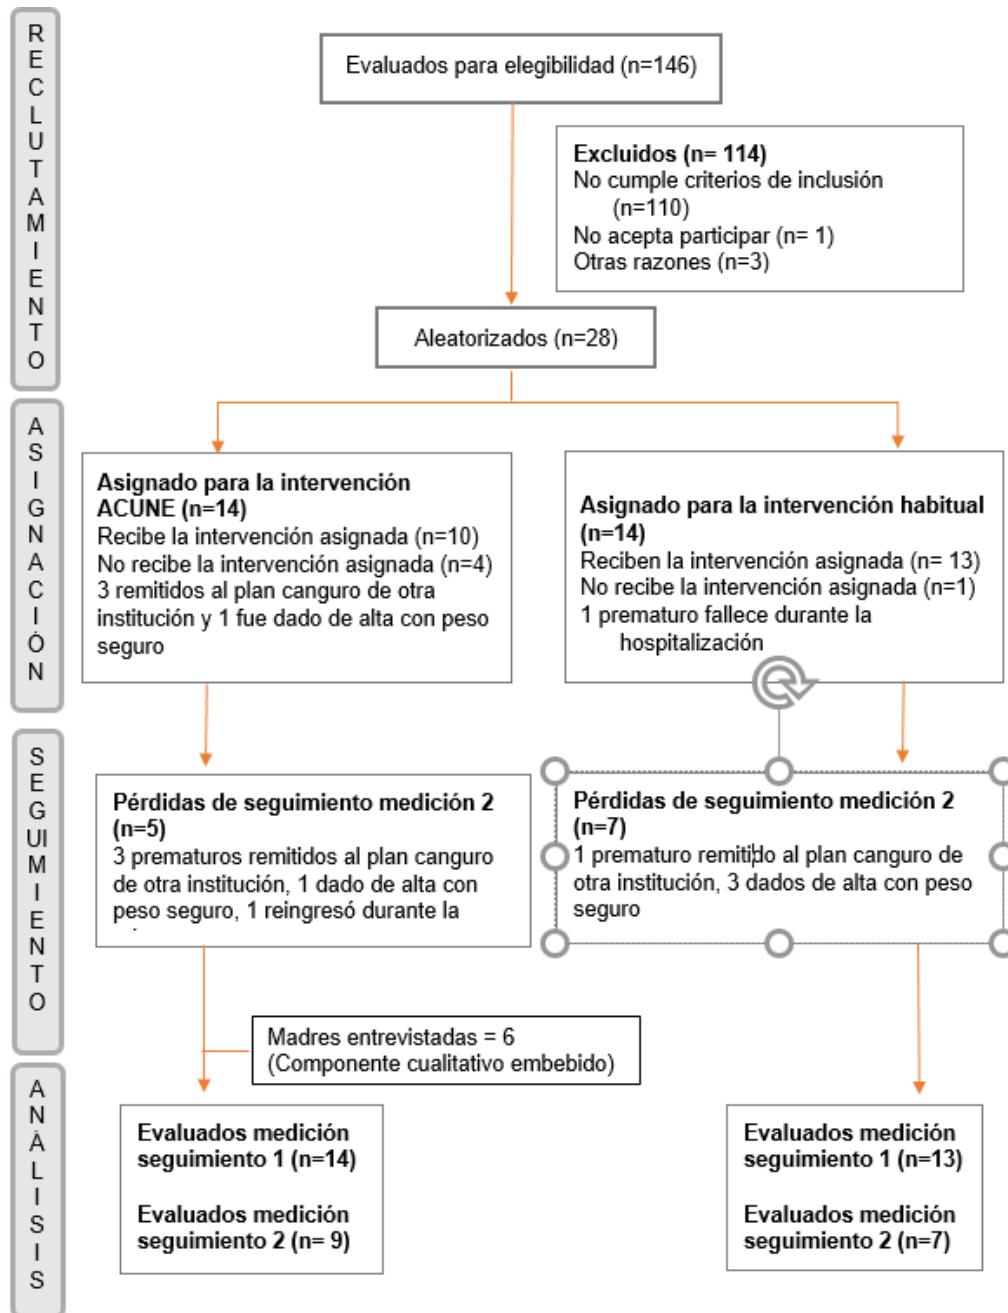 RECLUTAMIENTO
Evaluados para elegibilidad (n=146)
Excluidos (n= 114)
No cumple criterios de inclusión
(n=110)
No acepta participar (n= 1)
Otras razones (n=3)
Aleatorizados (n=28)
ASIGNACIÓN
Asignado para la intervención
ACUNE (n=14)
Recibe la intervención asignada (n=10)
No recibe la intervención asignada (n=4)
3 remitidos al plan canguro de otra
institución y 1 fue dado de alta con peso
seguro
Asignado para la intervención habitual
(n=14)
Reciben la intervención asignada (n= 13)
No recibe la intervención asignada (n=1)
1 prematuro fallece durante la
hospitalización
SEGUIMIENTO
Pérdidas de seguimiento medición 2
(n=5)
3 prematuros remitidos al plan canguro
de otra institución, 1 dado de alta con
peso seguro, 1 reingresó durante la
Pérdidas de seguimiento medición 2
(n=7)
1 prematuro remitido al plan canguro de
otra institución, 3 dados de alta con peso
seguro
Madres entrevistadas = 6
(Componente cualitativo embebido)
ANÀLISIS
Evaluados medición
seguimiento 1 (n=14)
Evaluados medición
seguimiento 2 (n= 9)
Evaluados medición
seguimiento 1 (n=13)
Evaluados medición
seguimiento 2 (n=7)